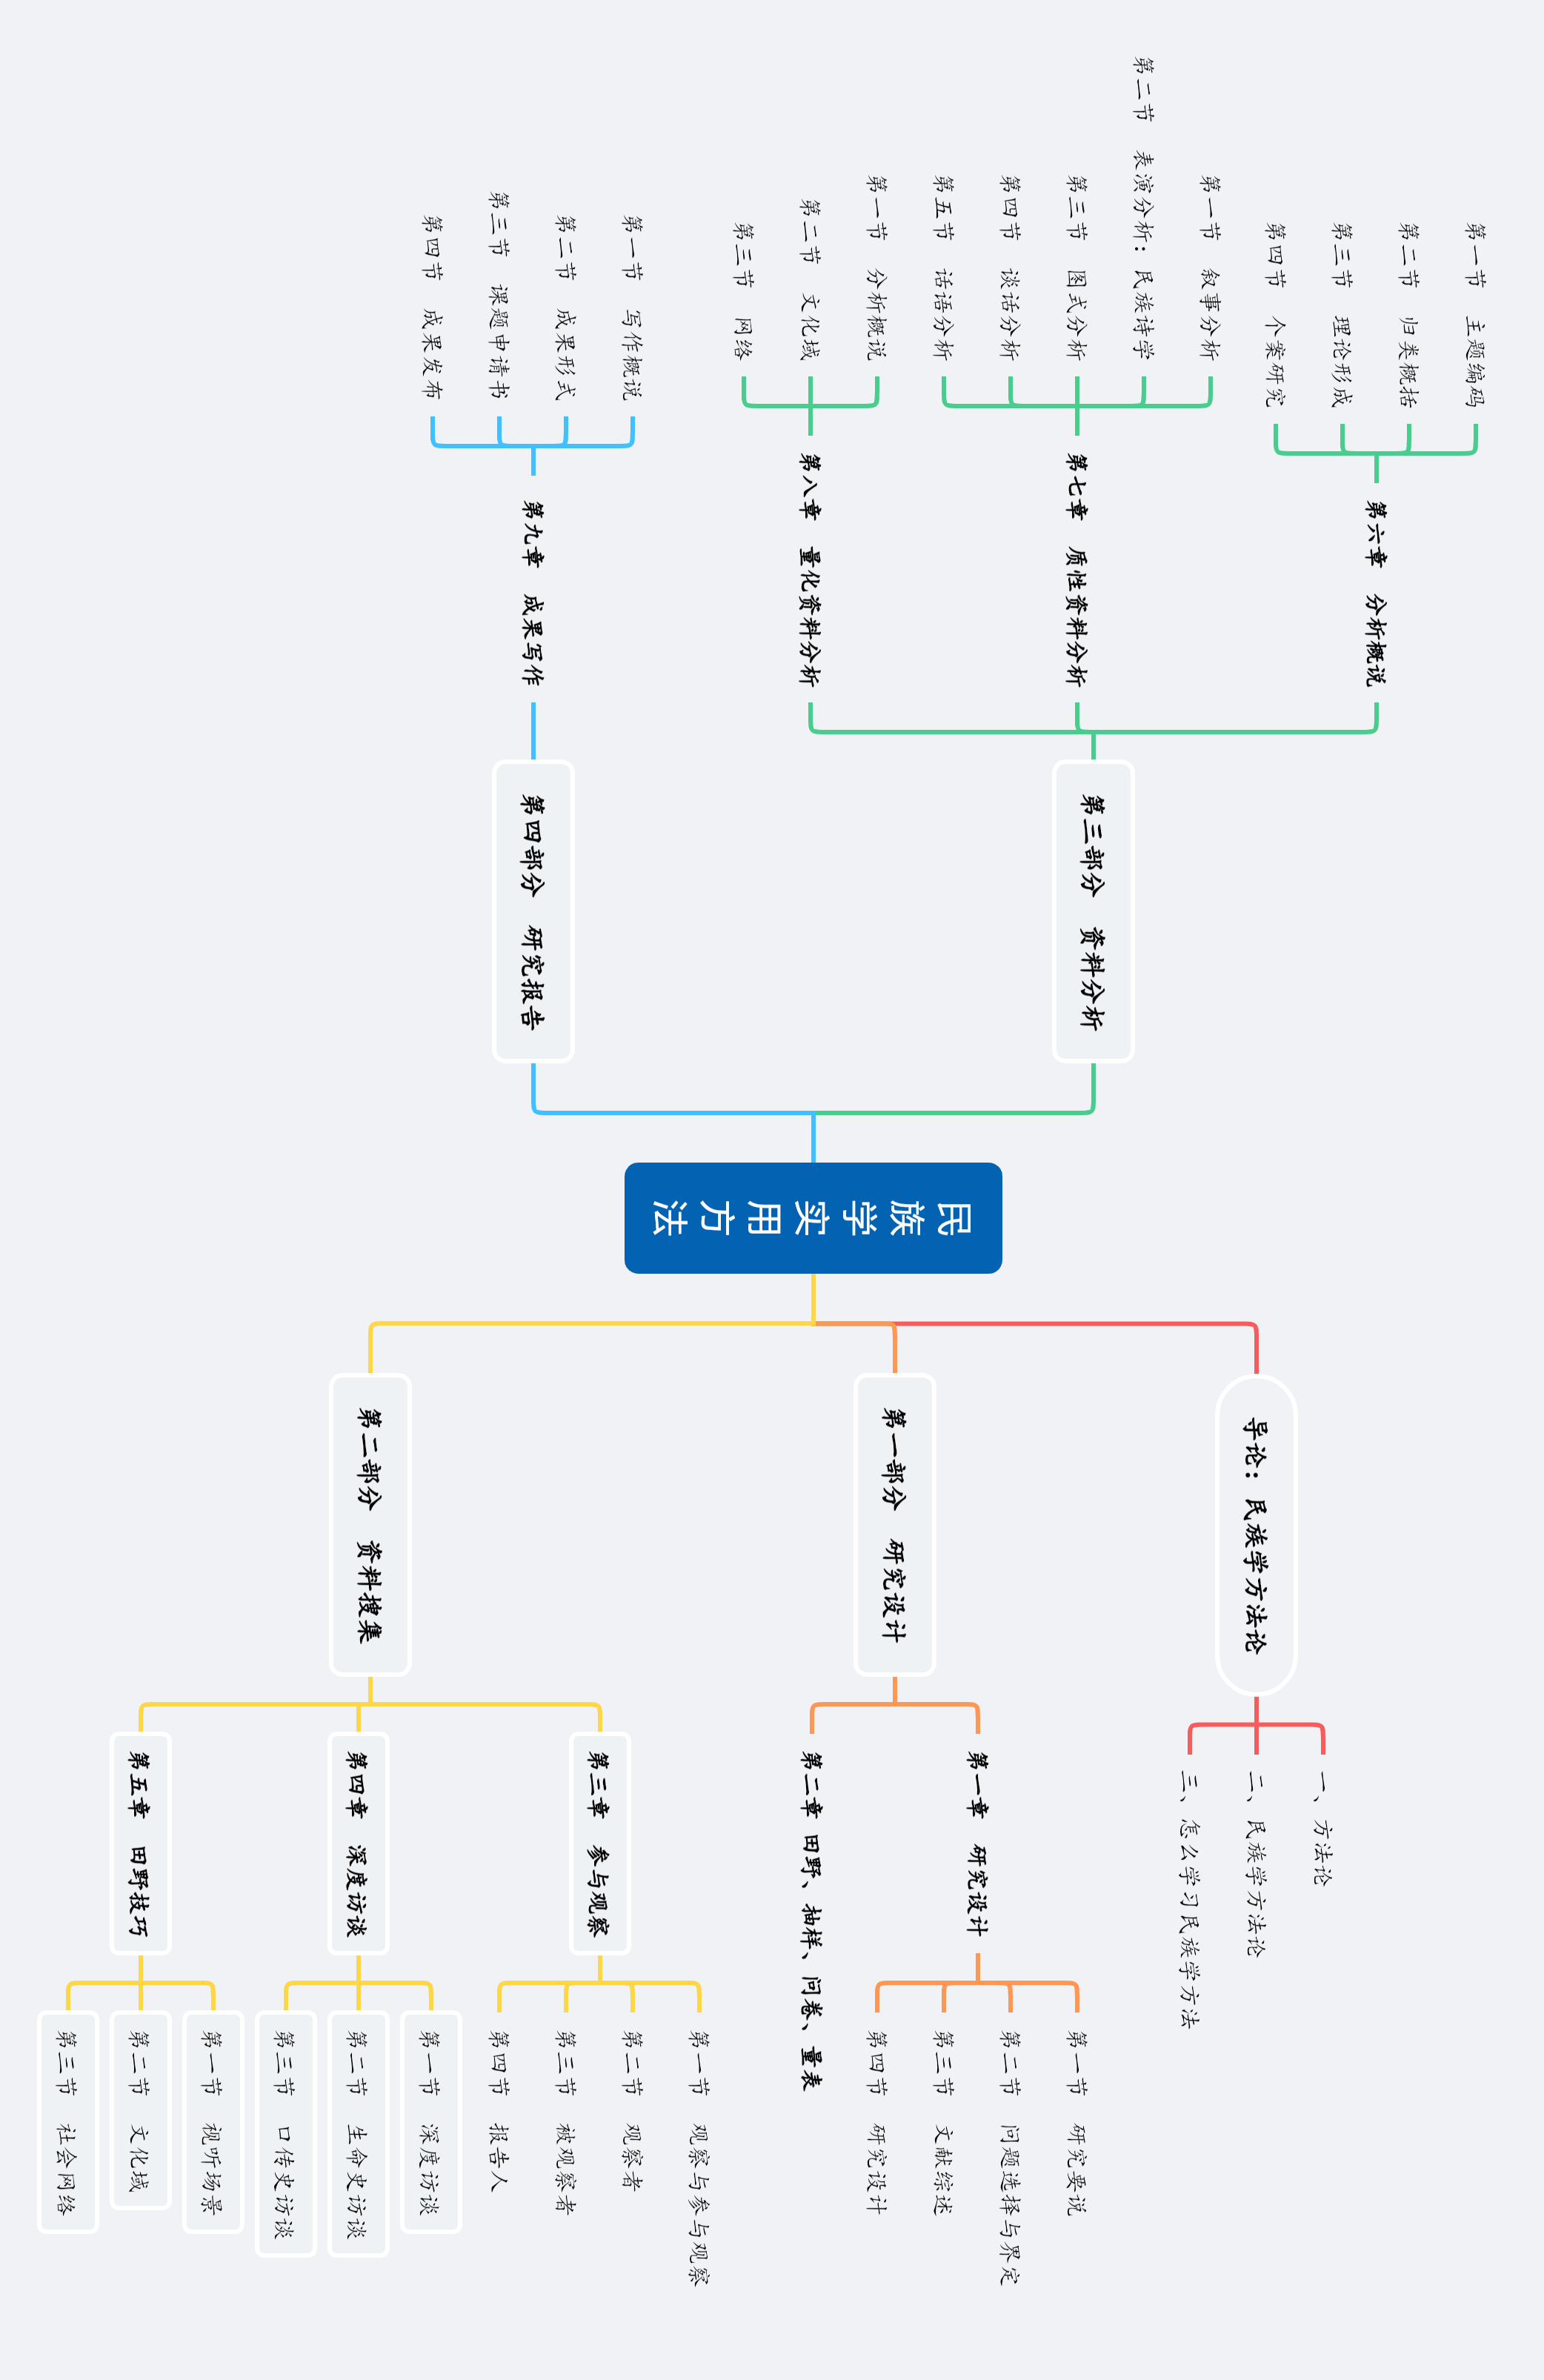 民族学实用方法
导论：民族学方法论
一、方法论
二、民族学方法论
三、怎么学习民族学方法
第一部分 研究设计
第一章 研究设计
第一节 研究要说
第二节 问题选择与界定
第三节 文献综述
第四节 研究设计
第二章 田野、抽样、问卷、量表
第二部分 资料搜集
第三章 参与观察
第一节 观察与参与观察
第二节 观察者
第三节 被观察者
第四节 报告人
第四章 深度访谈
第一节 深度访谈
第二节 生命史访谈
第三节 口传史访谈
第五章 田野技巧
第一节 视听场景
第二节 文化域
第三节 社会网络
第三部分 资料分析
第六章 分析概说
第一节 主题编码
第二节 归类概括
第三节 理论形成
第四节 个案研究
第七章 质性资料分析
第一节 叙事分析
第二节 表演分析：民族诗学
第三节 图式分析
第四节 谈话分析
第五节 话语分析
第八章 量化资料分析
第一节 分析概说
第二节 文化域
第三节 网络
第四部分 研究报告
第九章 成果写作
第一节 写作概说
第二节 成果形式
第三节 课题申请书
第四节 成果发布